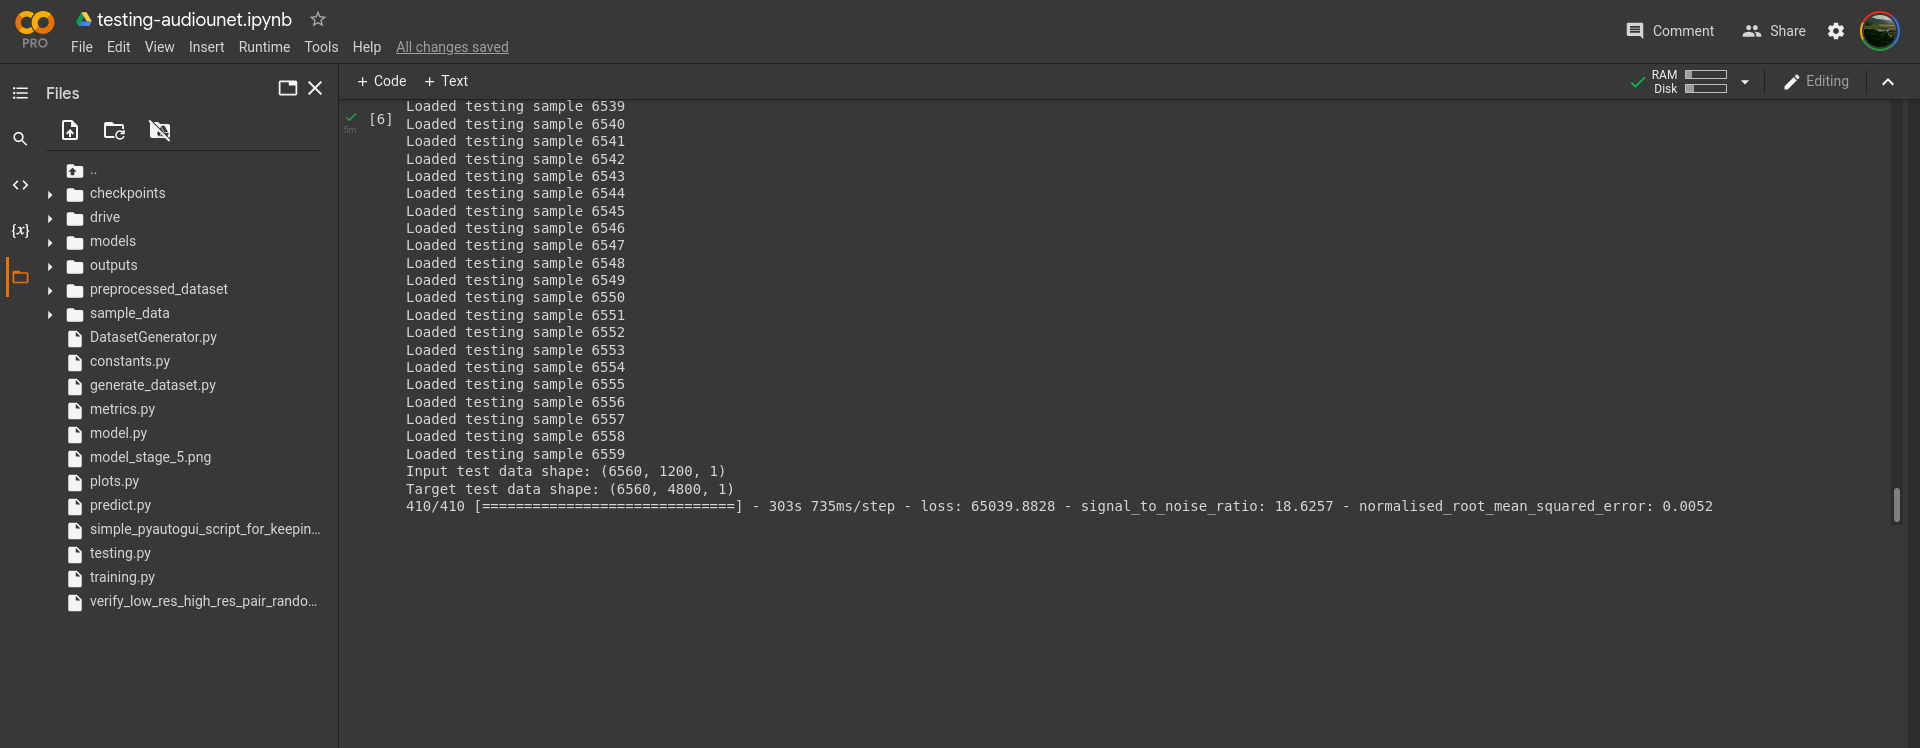 testing-audiounet.ipynb
PRO
File Edit View Insert Runtime Tools Help All changes saved
Comment Share
Files
+ Code + Text
RAM
Disk
Editing
..
checkpoints
drive
models
outputs
preprocessed_dataset
sample_data
DatasetGenerator.py
constants.py
generate_dataset.py
metrics.py
model.py
model_stage_5.png
plots.py
predict.py
simple_pyautogui_script_for_keepin...
testing.py
training.py
verify_low_res_high_res_pair_rando...
{x}
[6]
5m
Loaded testing sample 6539
Loaded testing sample 6540
Loaded testing sample 6541
Loaded testing sample 6542
Loaded testing sample 6543
Loaded testing sample 6544
Loaded testing sample 6545
Loaded testing sample 6546
Loaded testing sample 6547
Loaded testing sample 6548
Loaded testing sample 6549
Loaded testing sample 6550
Loaded testing sample 6551
Loaded testing sample 6552
Loaded testing sample 6553
Loaded testing sample 6554
Loaded testing sample 6555
Loaded testing sample 6556
Loaded testing sample 6557
Loaded testing sample 6558
Loaded testing sample 6559
Input test data shape: (6560, 1200, 1)
Target test data shape: (6560, 4800, 1)
410/410 [==============================] - 303s 735ms/step - loss: 65039.8828 - signal_to_noise_ratio: 18.6257 - normalised_root_mean_squared_error: 0.0052